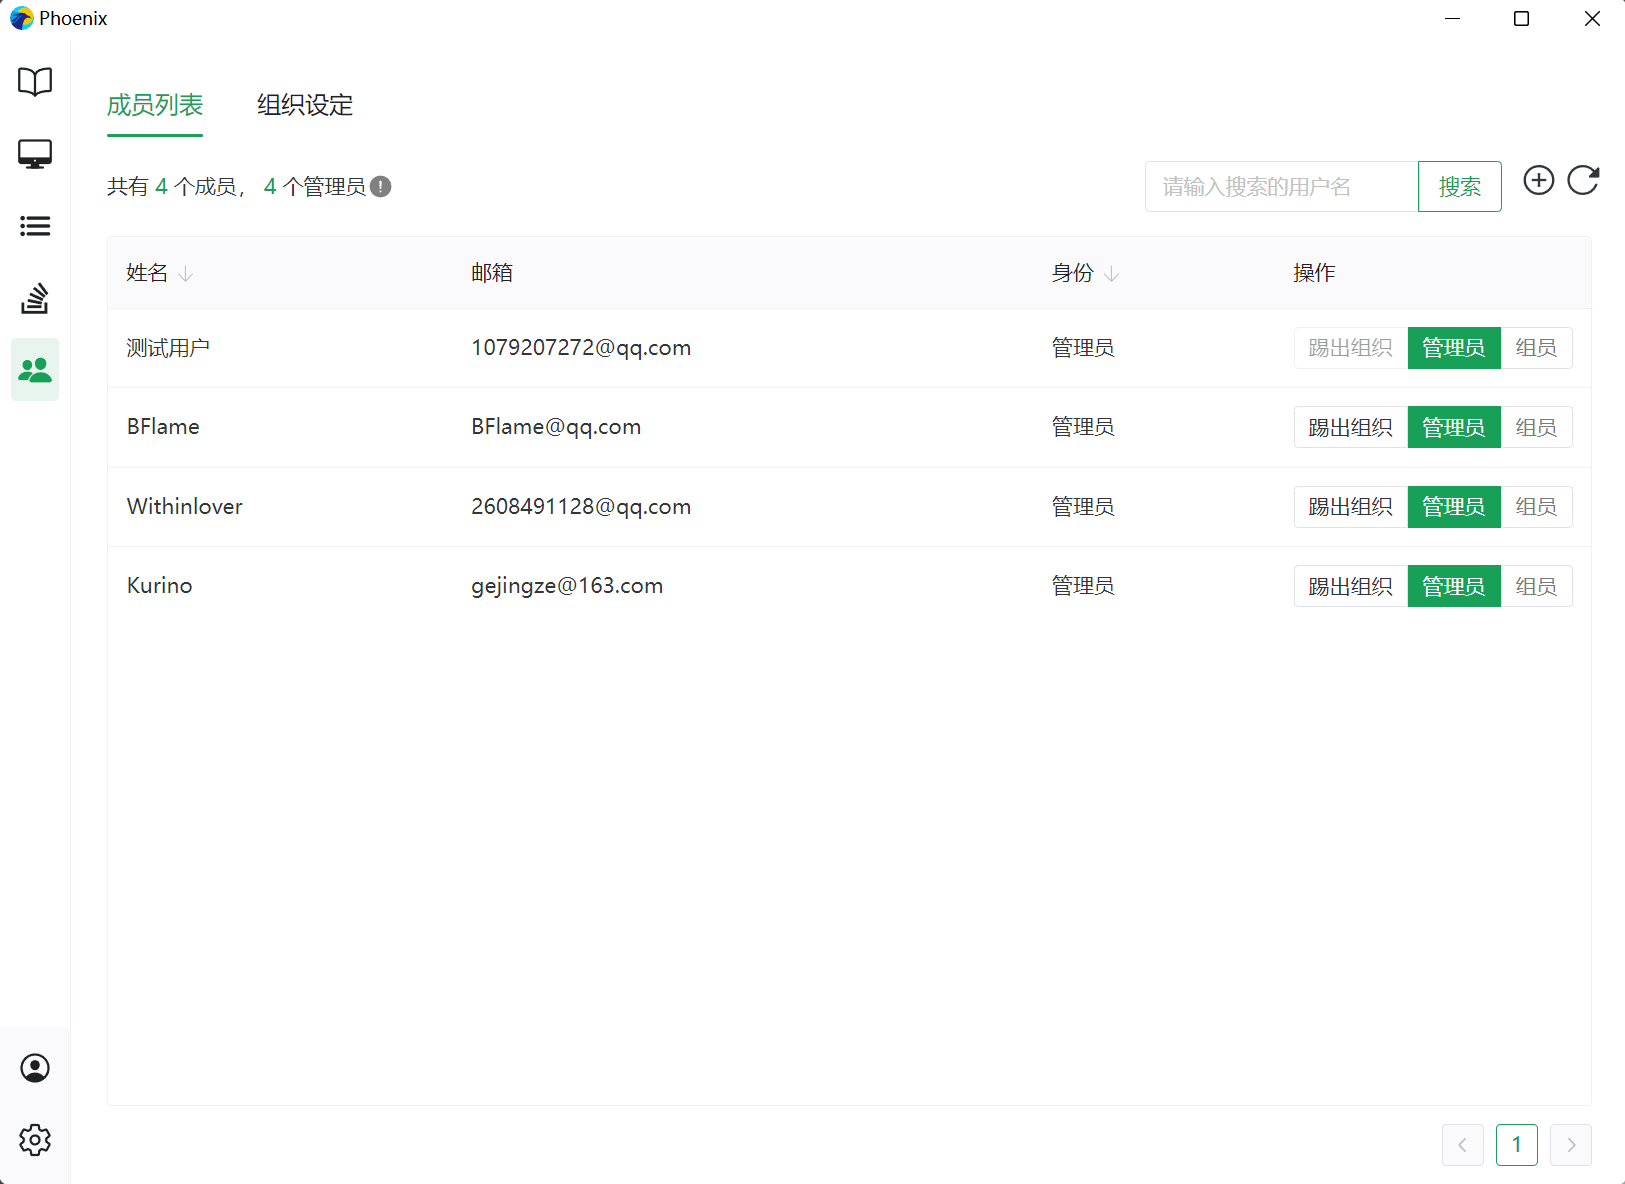 Phoenix
成员列表 组织设定
共有 4 个成员， 4 个管理员
请输入搜索的用户名 搜索
姓名 邮箱 身份 操作
测试用户 1079207272@qq.com 管理员 踢出组织 管理员 组员
BFlame BFlame@qq.com 管理员 踢出组织 管理员 组员
Withinlover 2608491128@qq.com 管理员 踢出组织 管理员 组员
Kurino gejingze@163.com 管理员 踢出组织 管理员 组员
1